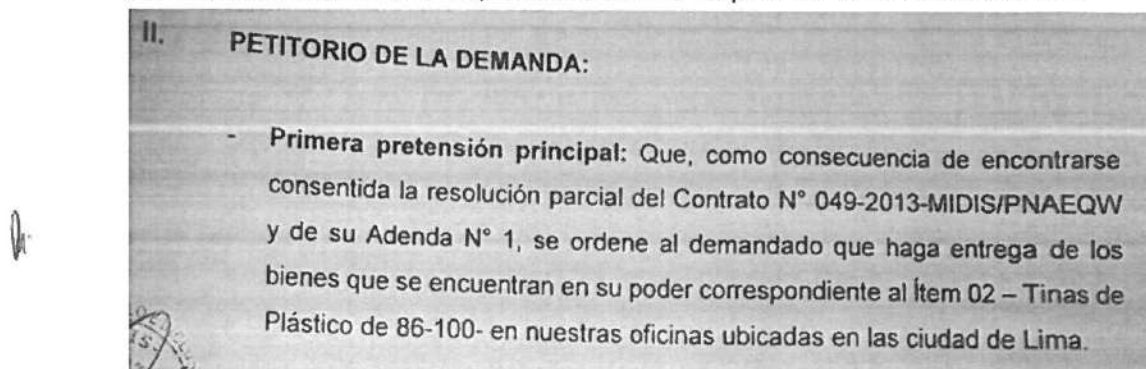 II. PETITORIO DE LA DEMANDA:
- Primera pretensión principal: Que, como consecuencia de encontrarse
consentida la resolución parcial del Contrato N° 049-2013-MIDIS/PNAEQW
y de su Adenda N° 1, se ordene al demandado que haga entrega de los
bienes que se encuentran en su poder correspondiente al Ítem 02 – Tinas de
Plástico de 86-100- en nuestras oficinas ubicadas en las ciudad de Lima.